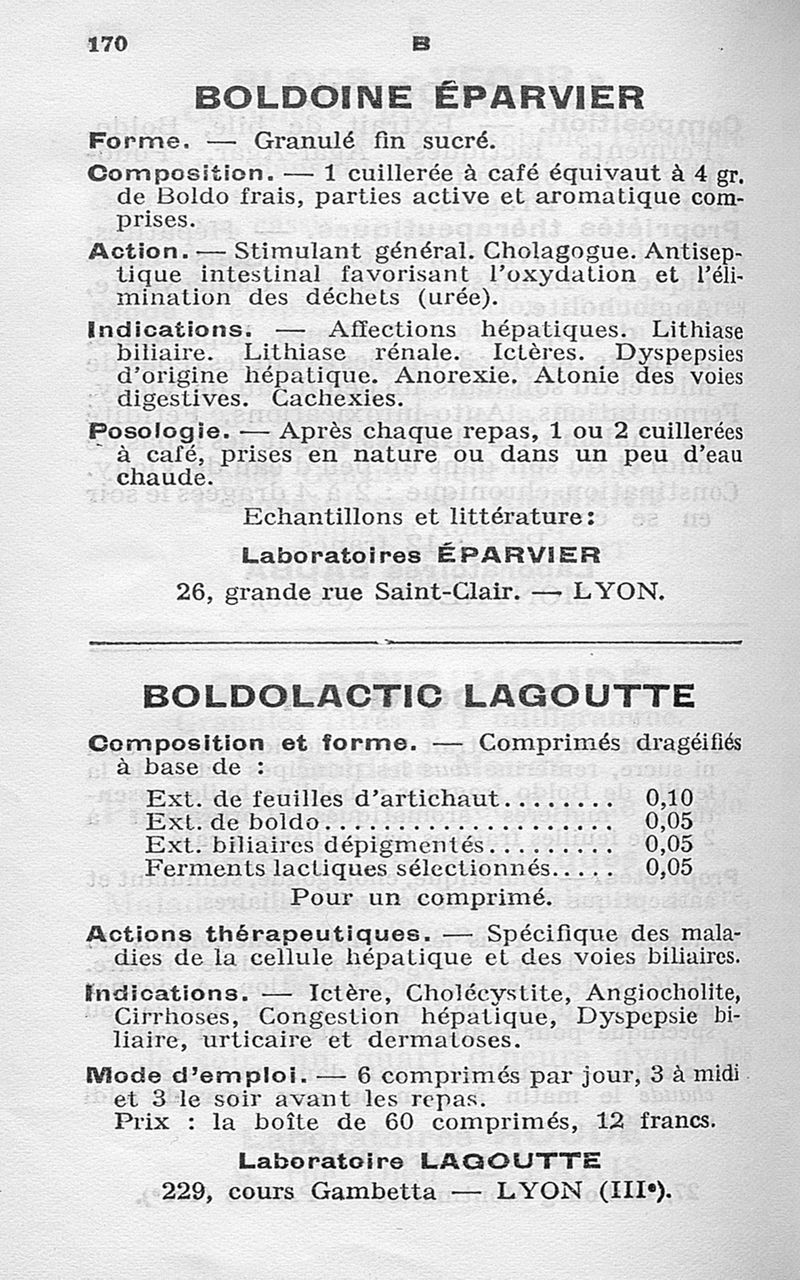 170 B
BOLDOINE ÉPARVIER
Forme. — Granulé fin sucré.
Composition. — 1 cuillerée à café équivaut à 4 gr.
de Boldo frais, parties active et aromatique com-
prises.
Action. — Stimulant général. Cholagogue. Antisep-
tique intestinal favorisant l'oxydation et l'éli-
mination des déchets (urée).
Indications. — Affections hépatiques. Lithiase
biliaire. Lithiase rénale. Ictères. Dyspepsies
d'origine hépatique. Anorexie. Atonie des voies
digestives. Cachexies.
Posologie. — Après chaque repas, 1 ou 2 cuillerées
à café, prises en nature ou dans un peu d'eau
chaude.
Echantillons et littérature:
Laboratoires ÉPARVIER
26, grande rue Saint-Clair. — LYON.
BOLDOLACTIC LAGOUTTE
Composition et forme. — Comprimés dragéifiés
à base de :
Ext. de feuilles d'artichaut........ 0,10
Ext. de boldo.................... 0,05
Ext. biliaires dépigmentés......... 0,05
Ferments lactiques sélectionnés..... 0,05
Pour un comprimé.
Actions thérapeutiques. — Spécifique des mala-
dies de la cellule hépatique et des voies biliaires.
Indications. — Ictère, Cholécystite, Angiocholite,
Cirrhoses, Congestion hépatique, Dyspepsie bi-
liaire, urticaire et dermatoses.
Mode d'emploi. — 6 comprimés par jour, 3 à midi
et 3 le soir avant les repas.
Prix : la boîte de 60 comprimés, 12 francs.
Laboratoire LAGOUTTE
229, cours Gambetta — LYON (IIIe).